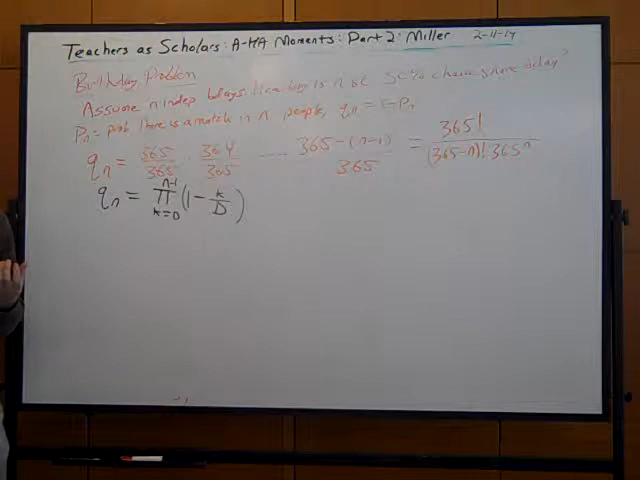 Teachers as Scholars: A-HA Moments: Part 2: Miller 2-11-14
Birthday Problem
Assume n indep bdays. How big is n st 50% chance share bday?
Pn = prob there is a match in n people, qn = 1-Pn
qn = 365/365 · 364/365 ..... 365-(n-1)/365 = 365!/(365-n)! 365^n
qn = ∏_{k=0}^{n-1} (1 - k/D)